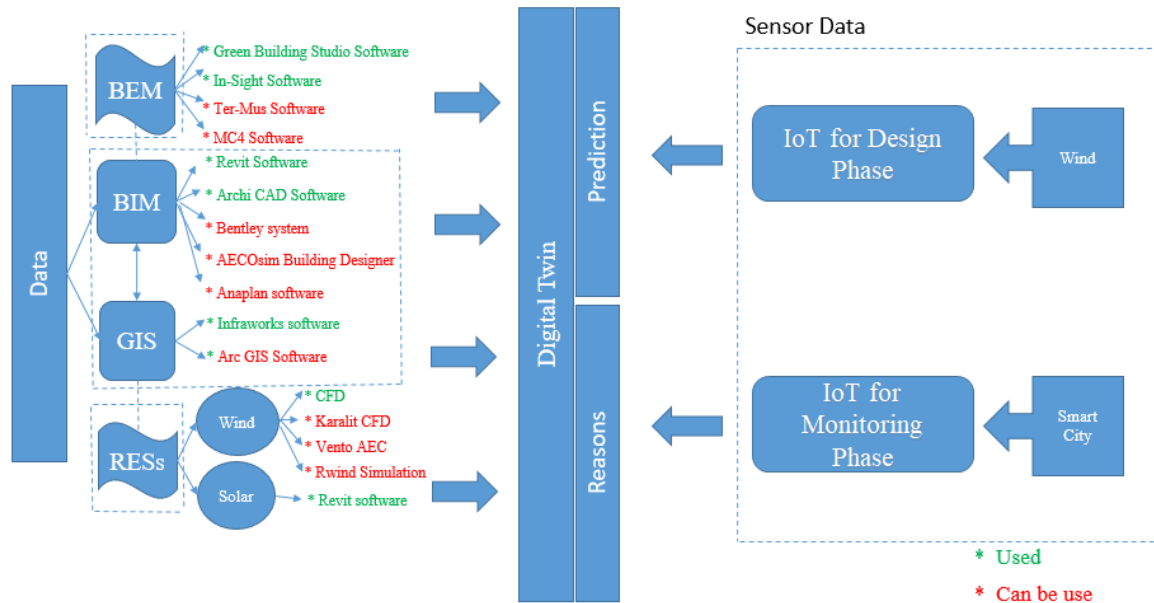 Data
BEM
* Green Building Studio Software
* In-Sight Software
* Ter-Mus Software
* MC4 Software
BIM
* Revit Software
* Archi CAD Software
* Bentley system
* AECOsim Building Designer
* Anaplan software
GIS
* Infraworks software
* Arc GIS Software
RESs
Wind
* CFD
* Karalit CFD
* Vento AEC
* Rwind Simulation
Solar
* Revit software
Digital Twin
Prediction
Reasons
Sensor Data
IoT for Design
Phase
Wind
IoT for
Monitoring
Phase
Smart
City
* Used
* Can be use